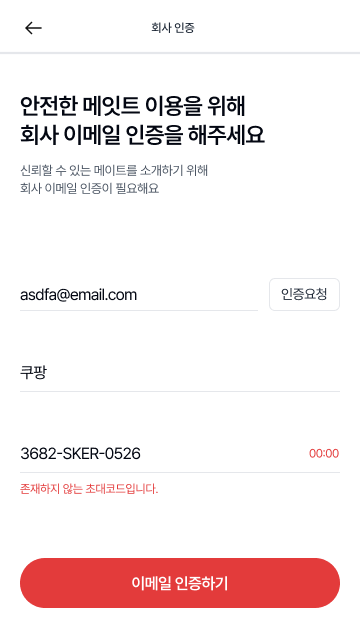 회사 인증
안전한 메잇트 이용을 위해
회사 이메일 인증을 해주세요
신뢰할 수 있는 메이트를 소개하기 위해
회사 이메일 인증이 필요해요
asdfa@email.com
인증요청
쿠팡
3682-SKER-0526
00:00
존재하지 않는 초대코드입니다.
이메일 인증하기